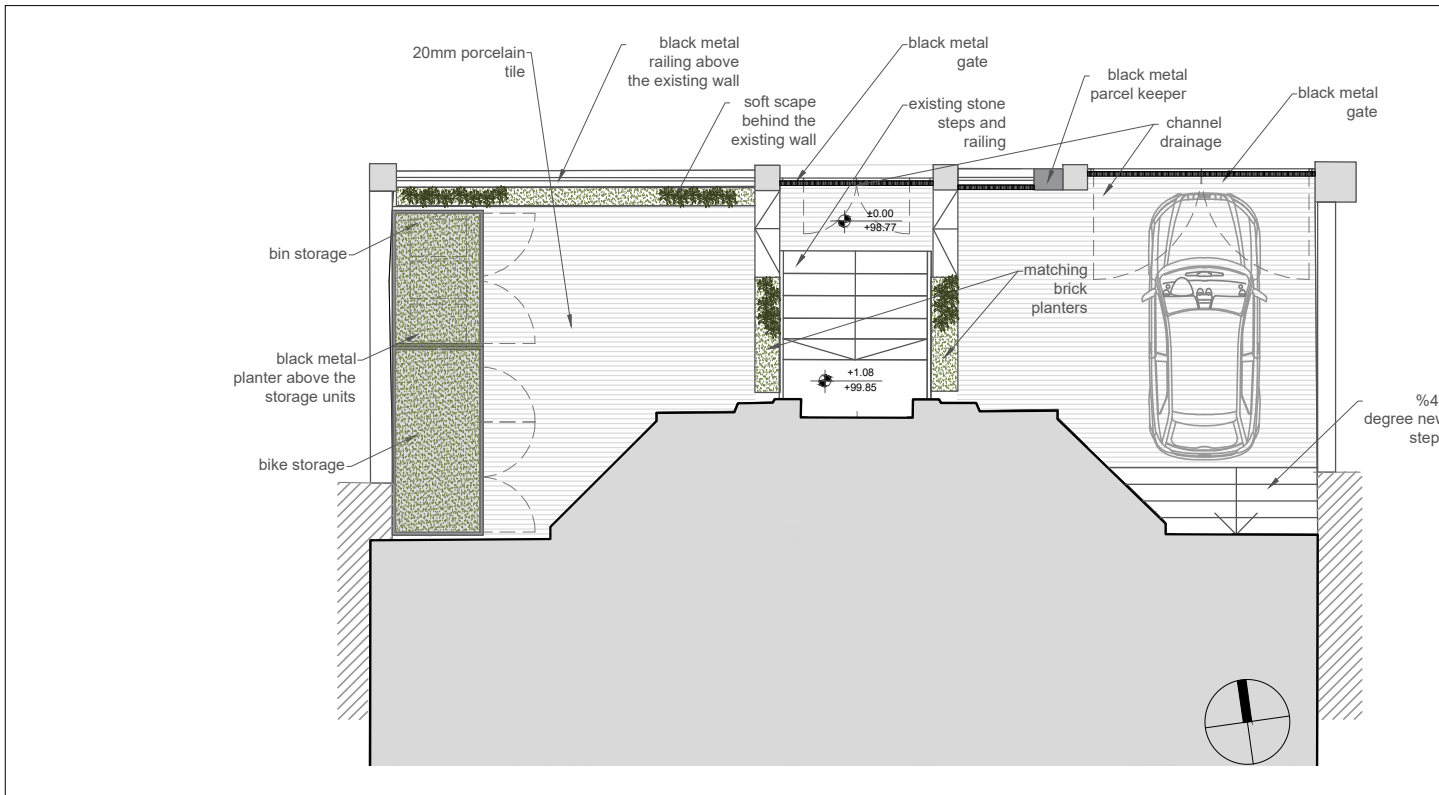 20mm porcelain
tile
black metal
railing above
the existing wall
soft scape
behind the
existing wall
black metal
gate
existing stone
steps and
railing
black metal
parcel keeper
channel
drainage
black metal
gate
bin storage
±0.00
+98.77
matching
brick
planters
black metal
planter above the
storage units
+1.08
+99.85
bike storage
%4
degree new
step